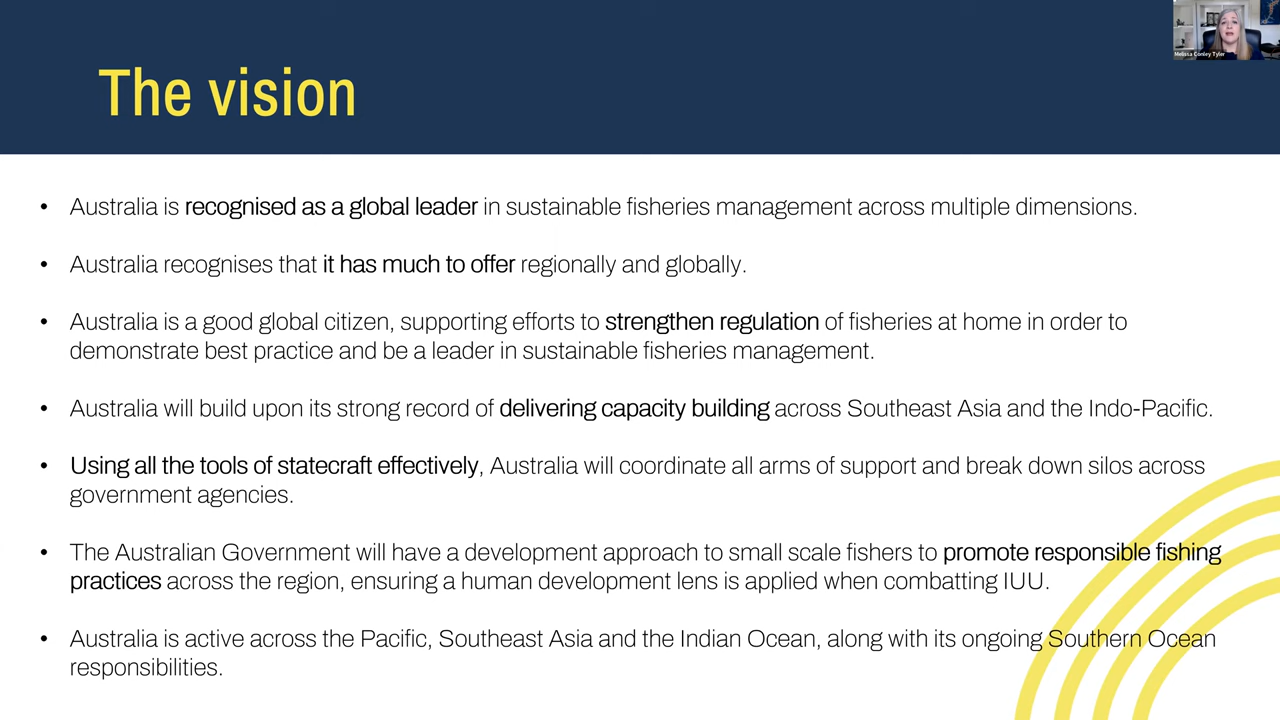 The vision
Melissa Conley Tyler
• Australia is recognised as a global leader in sustainable fisheries management across multiple dimensions.
• Australia recognises that it has much to offer regionally and globally.
• Australia is a good global citizen, supporting efforts to strengthen regulation of fisheries at home in order to
demonstrate best practice and be a leader in sustainable fisheries management.
• Australia will build upon its strong record of delivering capacity building across Southeast Asia and the Indo-Pacific.
• Using all the tools of statecraft effectively, Australia will coordinate all arms of support and break down silos across
government agencies.
• The Australian Government will have a development approach to small scale fishers to promote responsible fishing
practices across the region, ensuring a human development lens is applied when combatting IUU.
• Australia is active across the Pacific, Southeast Asia and the Indian Ocean, along with its ongoing Southern Ocean
responsibilities.